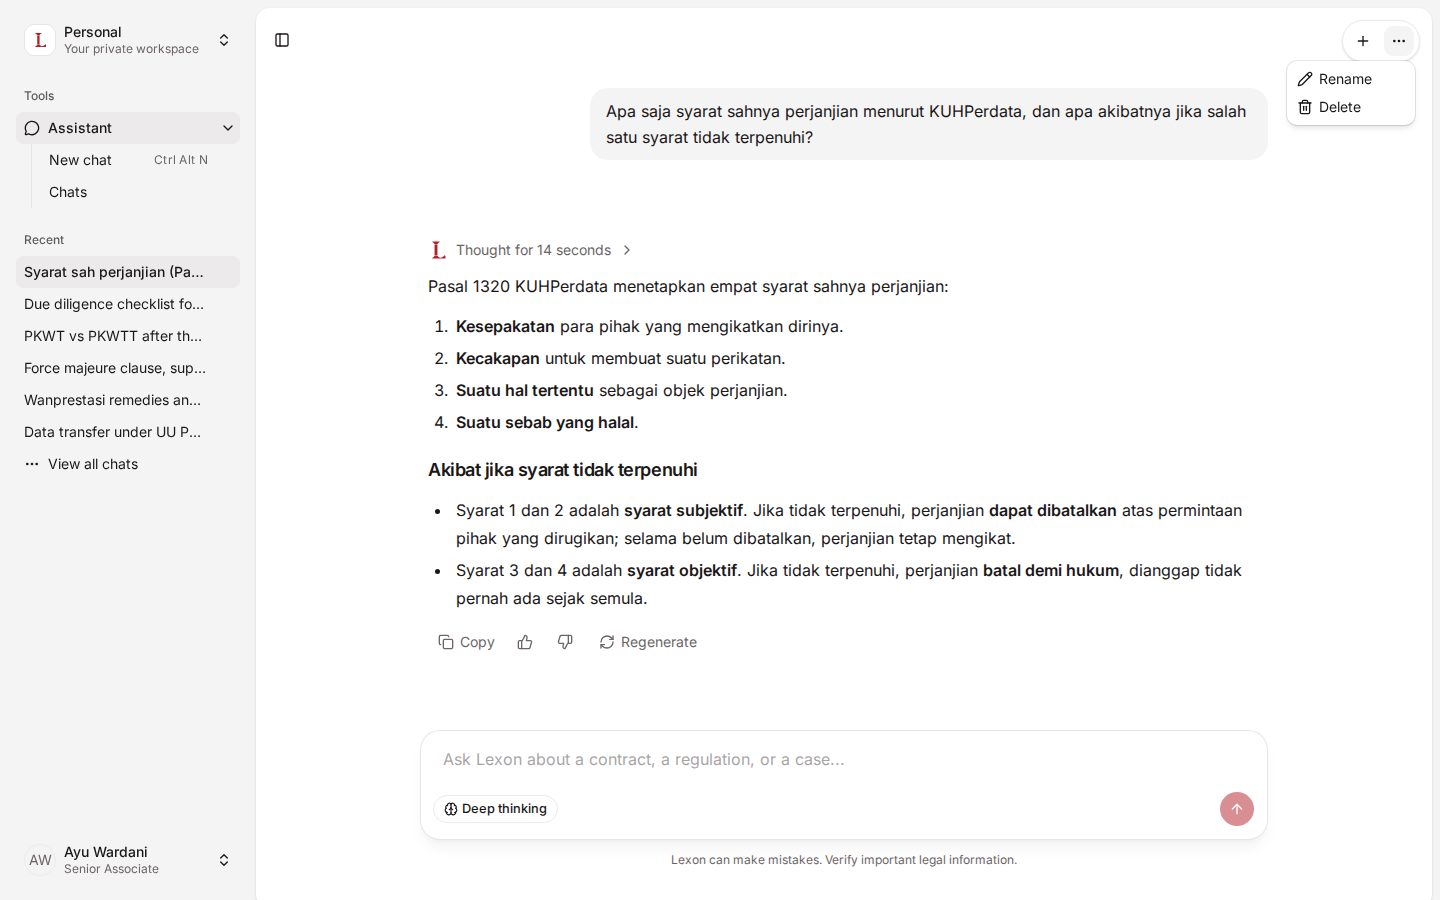 L
Personal
Your private workspace
Tools
Assistant
New chat
Ctrl Alt N
Chats
Recent
Syarat sah perjanjian (Pa...
Due diligence checklist fo...
PKWT vs PKWTT after th...
Force majeure clause, sup...
Wanprestasi remedies an...
Data transfer under UU P...
View all chats
AW
Ayu Wardani
Senior Associate
Rename
Delete
Apa saja syarat sahnya perjanjian menurut KUHPerdata, dan apa akibatnya jika salah
satu syarat tidak terpenuhi?
L
Thought for 14 seconds
Pasal 1320 KUHPerdata menetapkan empat syarat sahnya perjanjian:
1. Kesepakatan para pihak yang mengikatkan dirinya.
2. Kecakapan untuk membuat suatu perikatan.
3. Suatu hal tertentu sebagai objek perjanjian.
4. Suatu sebab yang halal.
Akibat jika syarat tidak terpenuhi
• Syarat 1 dan 2 adalah syarat subjektif. Jika tidak terpenuhi, perjanjian dapat dibatalkan atas permintaan
pihak yang dirugikan; selama belum dibatalkan, perjanjian tetap mengikat.
• Syarat 3 dan 4 adalah syarat objektif. Jika tidak terpenuhi, perjanjian batal demi hukum, dianggap tidak
pernah ada sejak semula.
Copy
Regenerate
Ask Lexon about a contract, a regulation, or a case...
Deep thinking
Lexon can make mistakes. Verify important legal information.